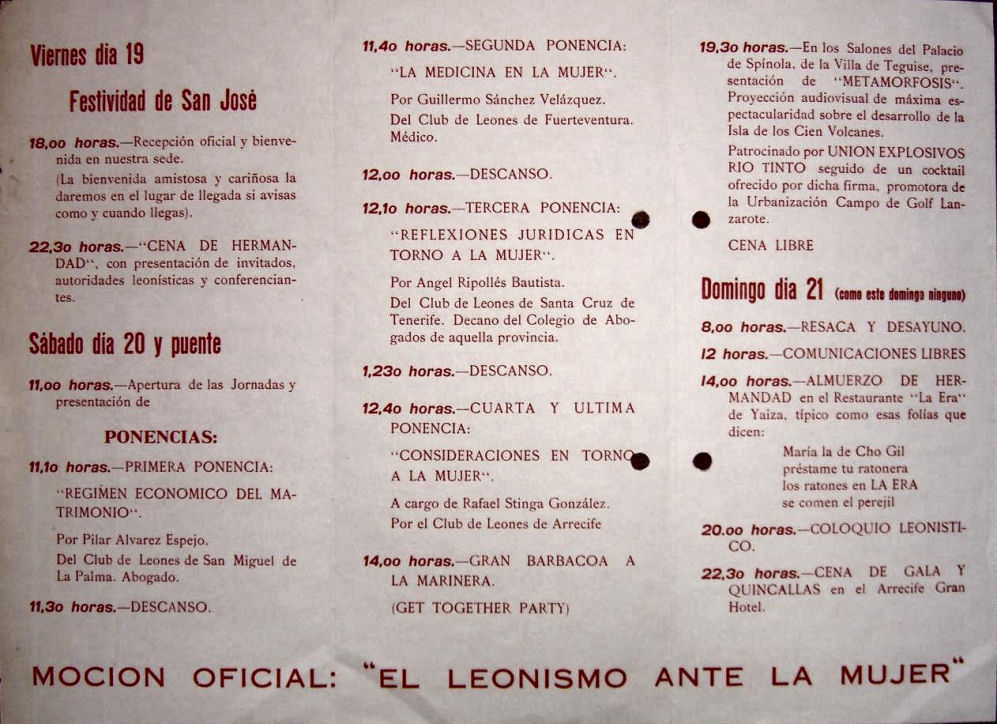 Viernes dia 19
Festividad de San José
18,oo horas.—Recepción oficial y bienve-
nida en nuestra sede.
(La bienvenida amistosa y cariñosa la
daremos en el lugar de llegada si avisas
como y cuando llegas).
22,3o horas.—“CENA DE HERMAN-
DAD“, con presentación de invitados,
autoridades leonísticas y conferencian-
tes.
Sábado dia 20 y puente
11,oo horas.—Apertura de las Jornadas y
presentación de
PONENCIAS:
11,1o horas.—PRIMERA PONENCIA:
“REGIMEN ECONOMICO DEL MA-
TRIMONIO“.
Por Pilar Alvarez Espejo.
Del Club de Leones de San Miguel de
La Palma. Abogado.
11,3o horas.—DESCANSO.
11,4o horas.—SEGUNDA PONENCIA:
“LA MEDICINA EN LA MUJER“.
Por Guillermo Sánchez Velázquez.
Del Club de Leones de Fuerteventura.
Médico.
12,oo horas.—DESCANSO.
12,1o horas.—TERCERA PONENCIA:
“REFLEXIONES JURIDICAS EN
TORNO A LA MUJER“.
Por Angel Ripollés Bautista.
Del Club de Leones de Santa Cruz de
Tenerife. Decano del Colegio de Abo-
gados de aquella provincia.
1,23o horas.—DESCANSO.
12,4o horas.—CUARTA Y ULTIMA
PONENCIA:
“CONSIDERACIONES EN TORNO
A LA MUJER“.
A cargo de Rafael Stinga González.
Por el Club de Leones de Arrecife
14,oo horas.—GRAN BARBACOA A
LA MARINERA.
(GET TOGETHER PARTY)
19,3o horas.—En los Salones del Palacio
de Spínola, de la Villa de Teguise, pre-
sentación de “METAMORFOSIS“.
Proyección audiovisual de máxima es-
pectacularidad sobre el desarrollo de la
Isla de los Cien Volcanes.
Patrocinado por UNION EXPLOSIVOS
RIO TINTO seguido de un cocktail
ofrecido por dicha firma, promotora de
la Urbanización Campo de Golf Lan-
zarote.
CENA LIBRE
Domingo dia 21 (como este domingo ninguno)
8,oo horas.—RESACA Y DESAYUNO.
12 horas.—COMUNICACIONES LIBRES
14,oo horas.—ALMUERZO DE HER-
MANDAD en el Restaurante “La Era“
de Yaiza, típico como esas folías que
dicen:
María la de Cho Gil
préstame tu ratonera
los ratones en LA ERA
se comen el perejil
20.oo horas.—COLOQUIO LEONISTI-
CO.
22,3o horas.—CENA DE GALA Y
QUINCALLAS en el Arrecife Gran
Hotel.
MOCION OFICIAL: “EL LEONISMO ANTE LA MUJER“